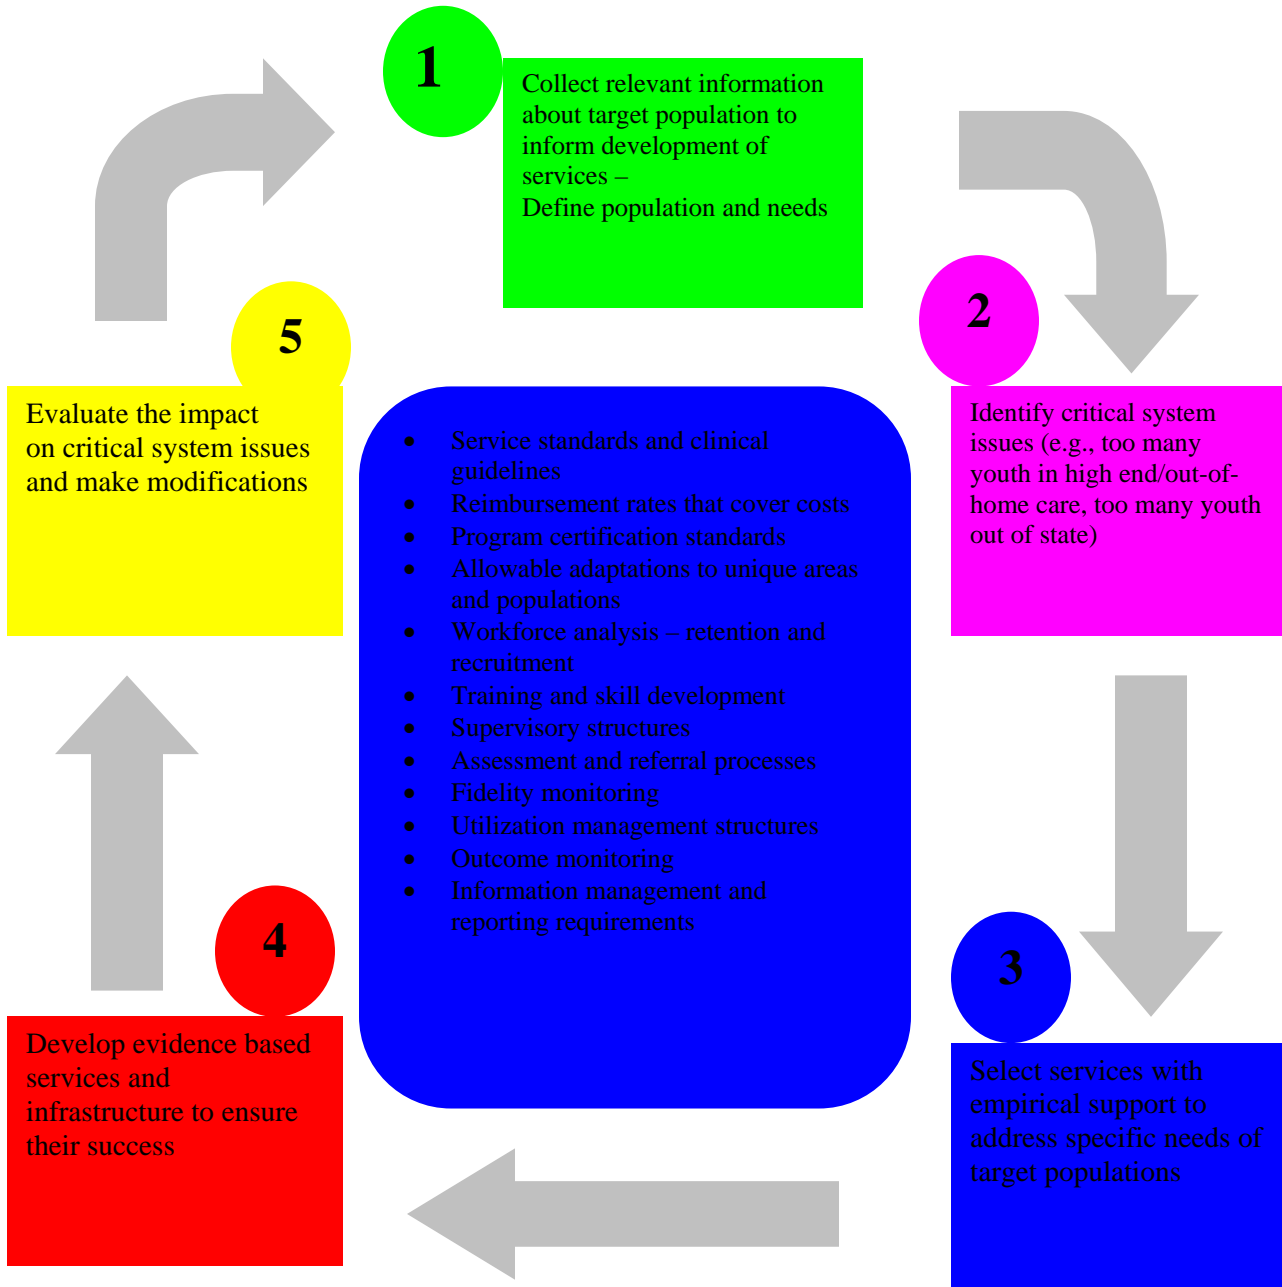 1
Collect relevant information
about target population to
inform development of
services –
Define population and needs
2
Identify critical system
issues (e.g., too many
youth in high end/out-of-
home care, too many youth
out of state)
3
Select services with
empirical support to
address specific needs of
target populations
4
Develop evidence based
services and
infrastructure to ensure
their success
5
Evaluate the impact
on critical system issues
and make modifications
• Service standards and clinical
guidelines
• Reimbursement rates that cover costs
• Program certification standards
• Allowable adaptations to unique areas
and populations
• Workforce analysis – retention and
recruitment
• Training and skill development
• Supervisory structures
• Assessment and referral processes
• Fidelity monitoring
• Utilization management structures
• Outcome monitoring
• Information management and
reporting requirements